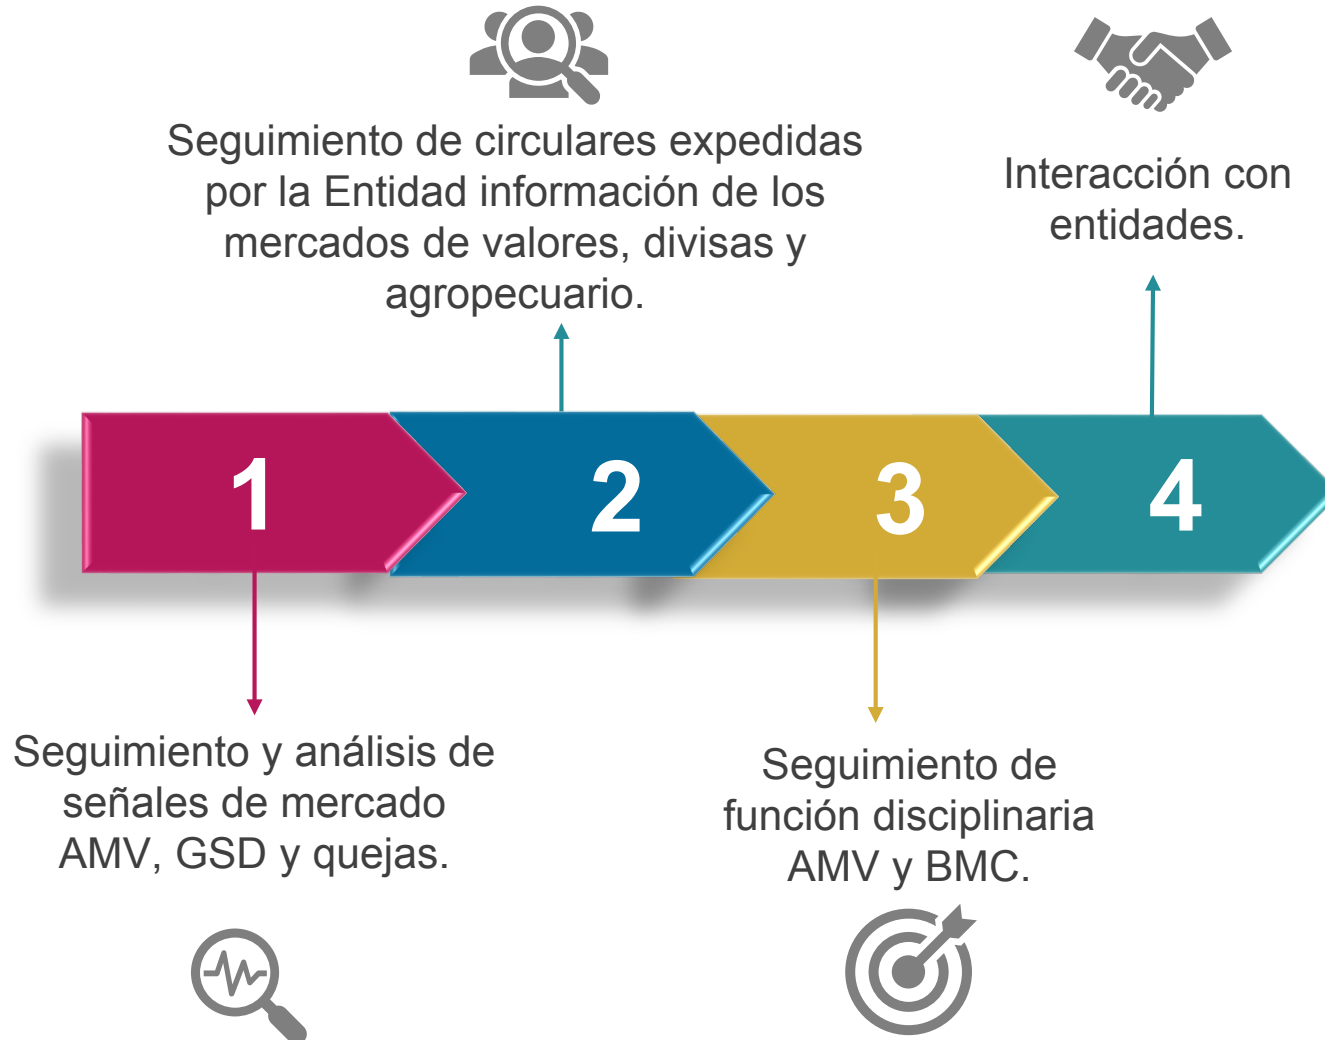 Seguimiento de circulares expedidas
por la Entidad información de los
mercados de valores, divisas y
agropecuario.
Interacción con
entidades.
1
2
3
4
Seguimiento y análisis de
señales de mercado
AMV, GSD y quejas.
Seguimiento de
función disciplinaria
AMV y BMC.